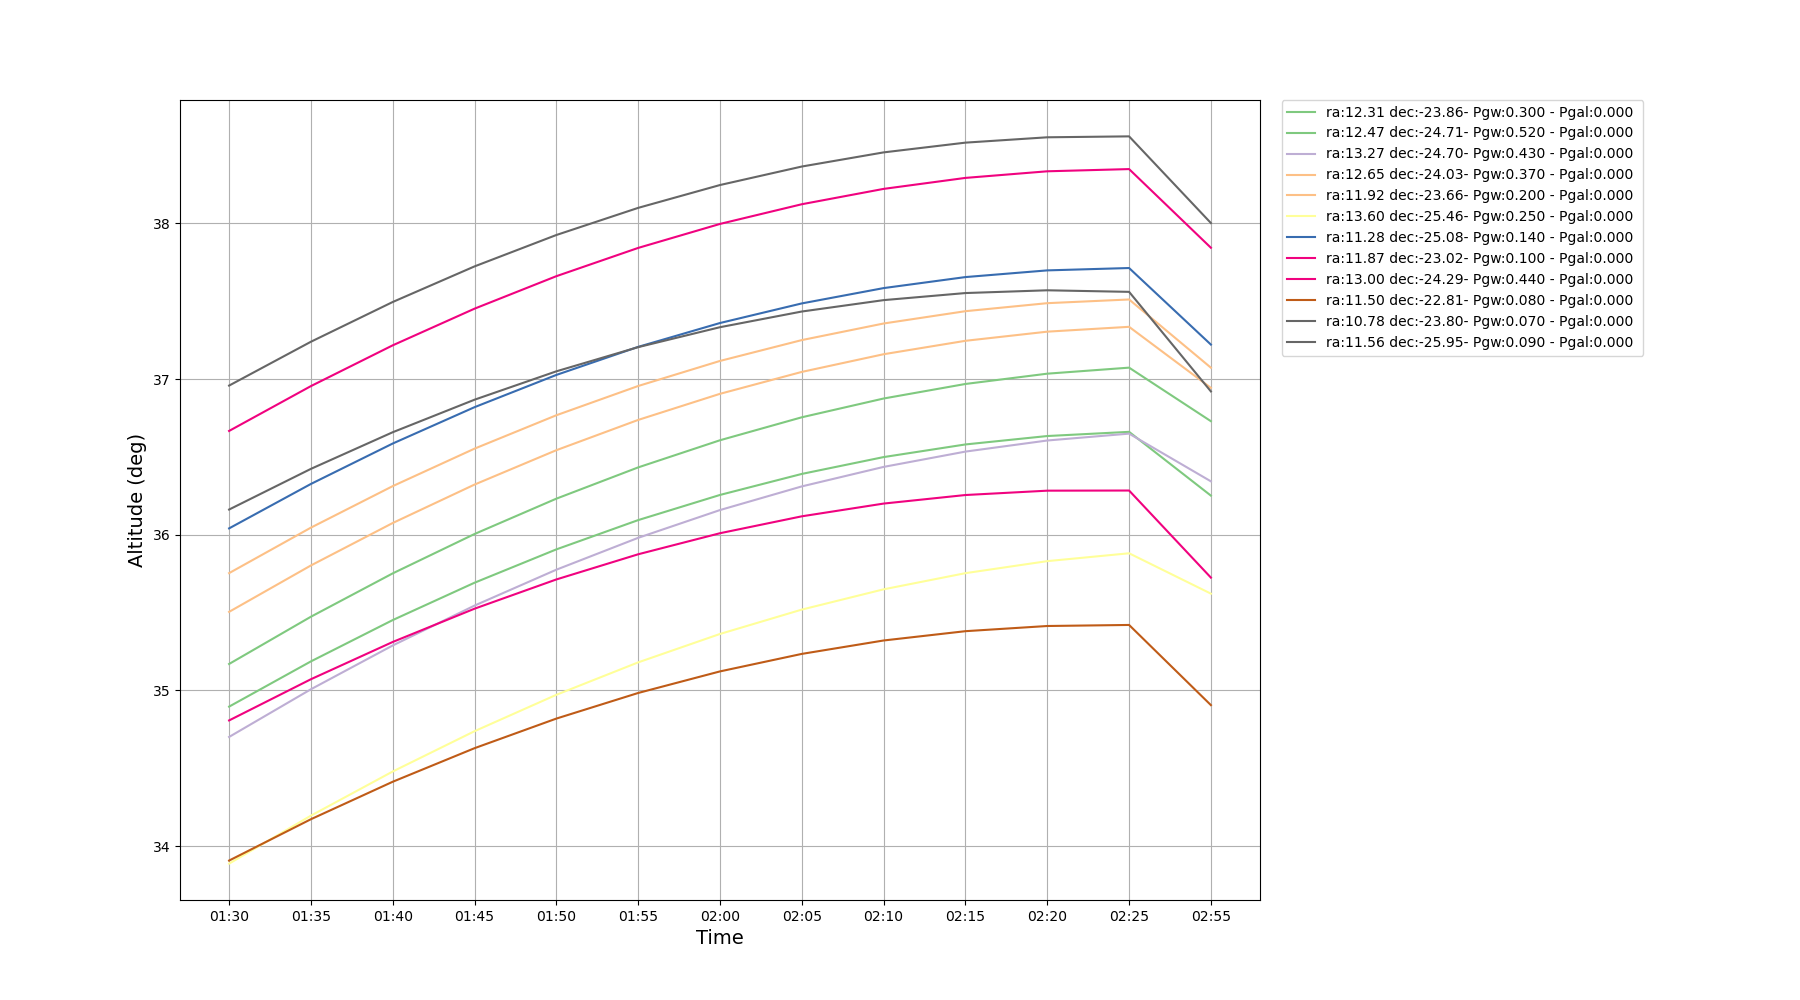 ra:12.31 dec:-23.86- Pgw:0.300 - Pgal:0.000
ra:12.47 dec:-24.71- Pgw:0.520 - Pgal:0.000
ra:13.27 dec:-24.70- Pgw:0.430 - Pgal:0.000
ra:12.65 dec:-24.03- Pgw:0.370 - Pgal:0.000
ra:11.92 dec:-23.66- Pgw:0.200 - Pgal:0.000
ra:13.60 dec:-25.46- Pgw:0.250 - Pgal:0.000
ra:11.28 dec:-25.08- Pgw:0.140 - Pgal:0.000
ra:11.87 dec:-23.02- Pgw:0.100 - Pgal:0.000
ra:13.00 dec:-24.29- Pgw:0.440 - Pgal:0.000
ra:11.50 dec:-22.81- Pgw:0.080 - Pgal:0.000
ra:10.78 dec:-23.80- Pgw:0.070 - Pgal:0.000
ra:11.56 dec:-25.95- Pgw:0.090 - Pgal:0.000
38
37
36
35
34
Altitude (deg)
01:30 01:35 01:40 01:45 01:50 01:55 02:00 02:05 02:10 02:15 02:20 02:25 02:55
Time